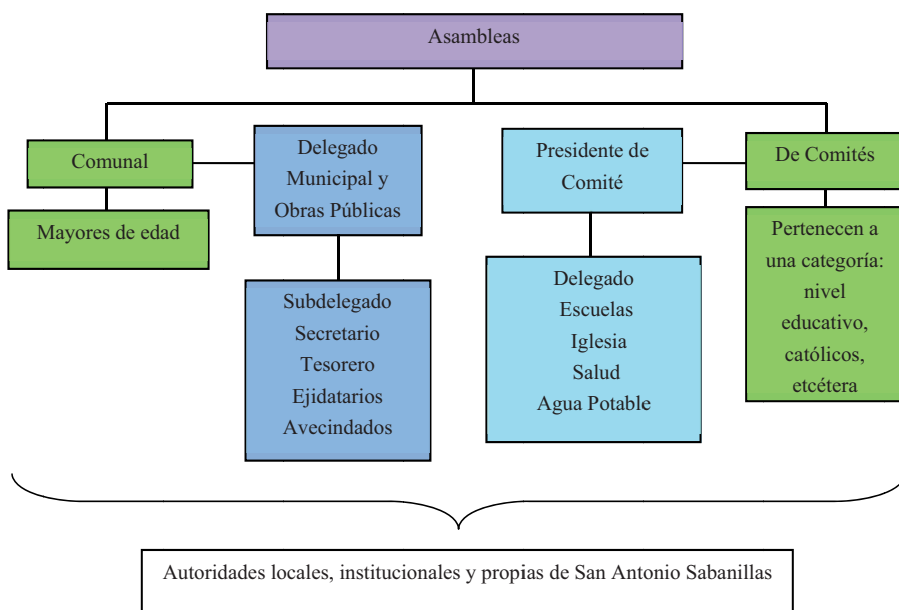 Asambleas
Comunal
Delegado
Municipal y
Obras Públicas
Presidente de
Comité
De Comités
Mayores de edad
Subdelegado
Secretario
Tesorero
Ejidatarios
Avecindados
Delegado
Escuelas
Iglesia
Salud
Agua Potable
Pertenecen a
una categoría:
nivel
educativo,
católicos,
etcétera
Autoridades locales, institucionales y propias de San Antonio Sabanillas